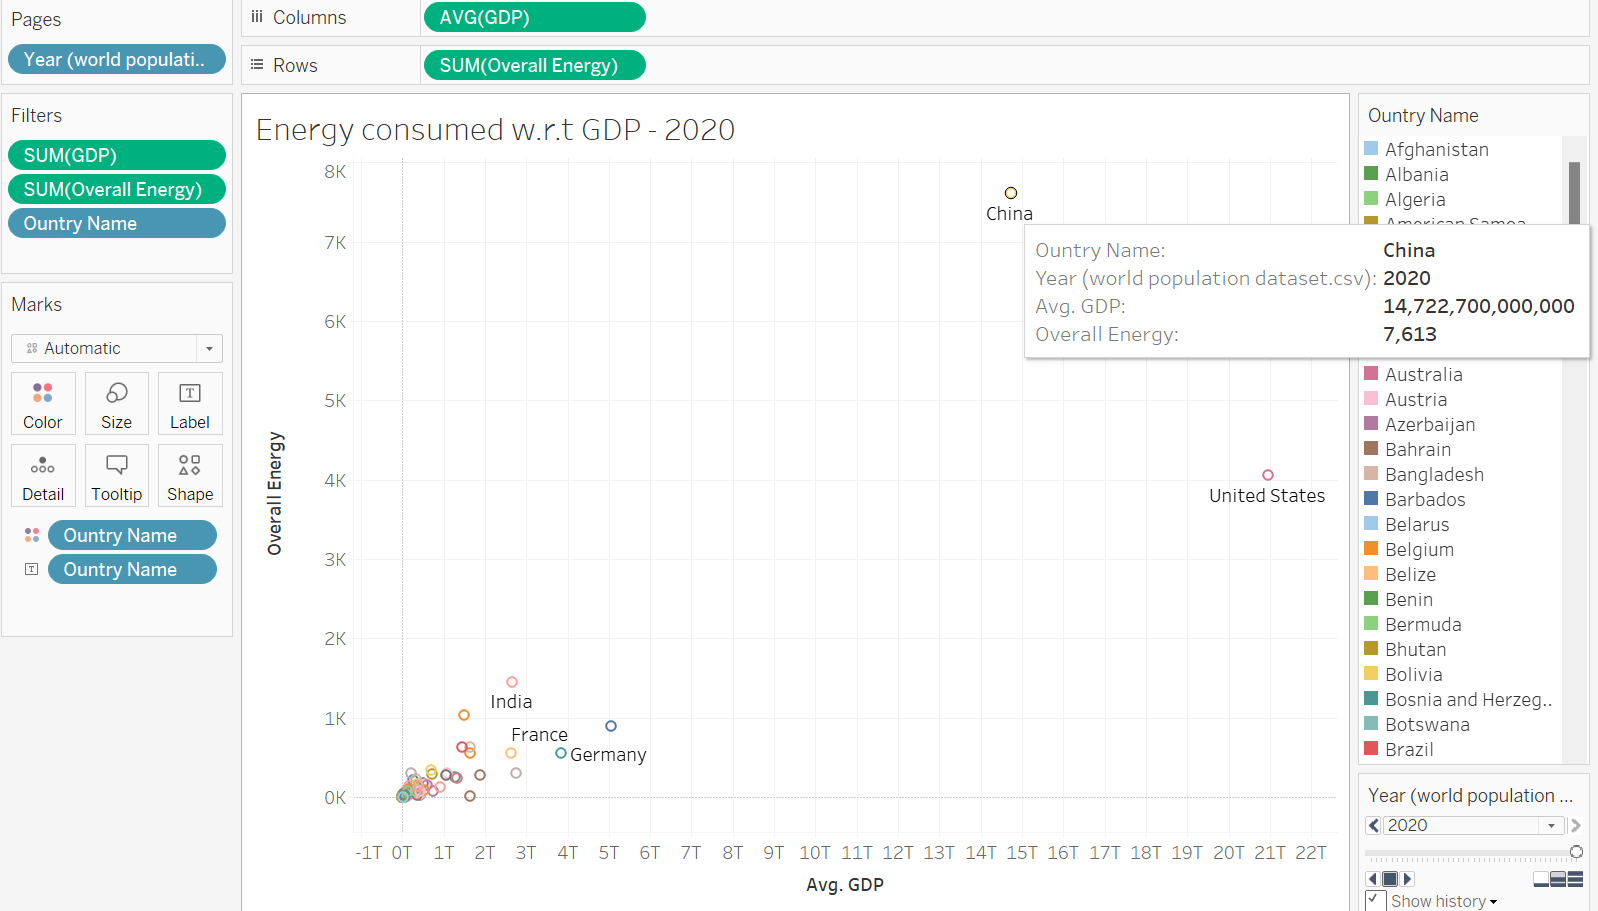 Pages
Year (world populati..
Filters
SUM(GDP)
SUM(Overall Energy)
Ountry Name
Marks
Automatic
Color
Size
Label
Detail
Tooltip
Shape
Ountry Name
Ountry Name
Columns
AVG(GDP)
Rows
SUM(Overall Energy)
Energy consumed w.r.t GDP - 2020
Overall Energy
8K
7K
6K
5K
4K
3K
2K
1K
0K
China
United States
India
France
Germany
-1T 0T 1T 2T 3T 4T 5T 6T 7T 8T 9T 10T 11T 12T 13T 14T 15T 16T 17T 18T 19T 20T 21T 22T
Avg. GDP
Ountry Name: China
Year (world population dataset.csv): 2020
Avg. GDP: 14,722,700,000,000
Overall Energy: 7,613
Ountry Name
Afghanistan
Albania
Algeria
American Samoa
Australia
Austria
Azerbaijan
Bahrain
Bangladesh
Barbados
Belarus
Belgium
Belize
Benin
Bermuda
Bhutan
Bolivia
Bosnia and Herzeg..
Botswana
Brazil
Year (world population ...
2020
Show history